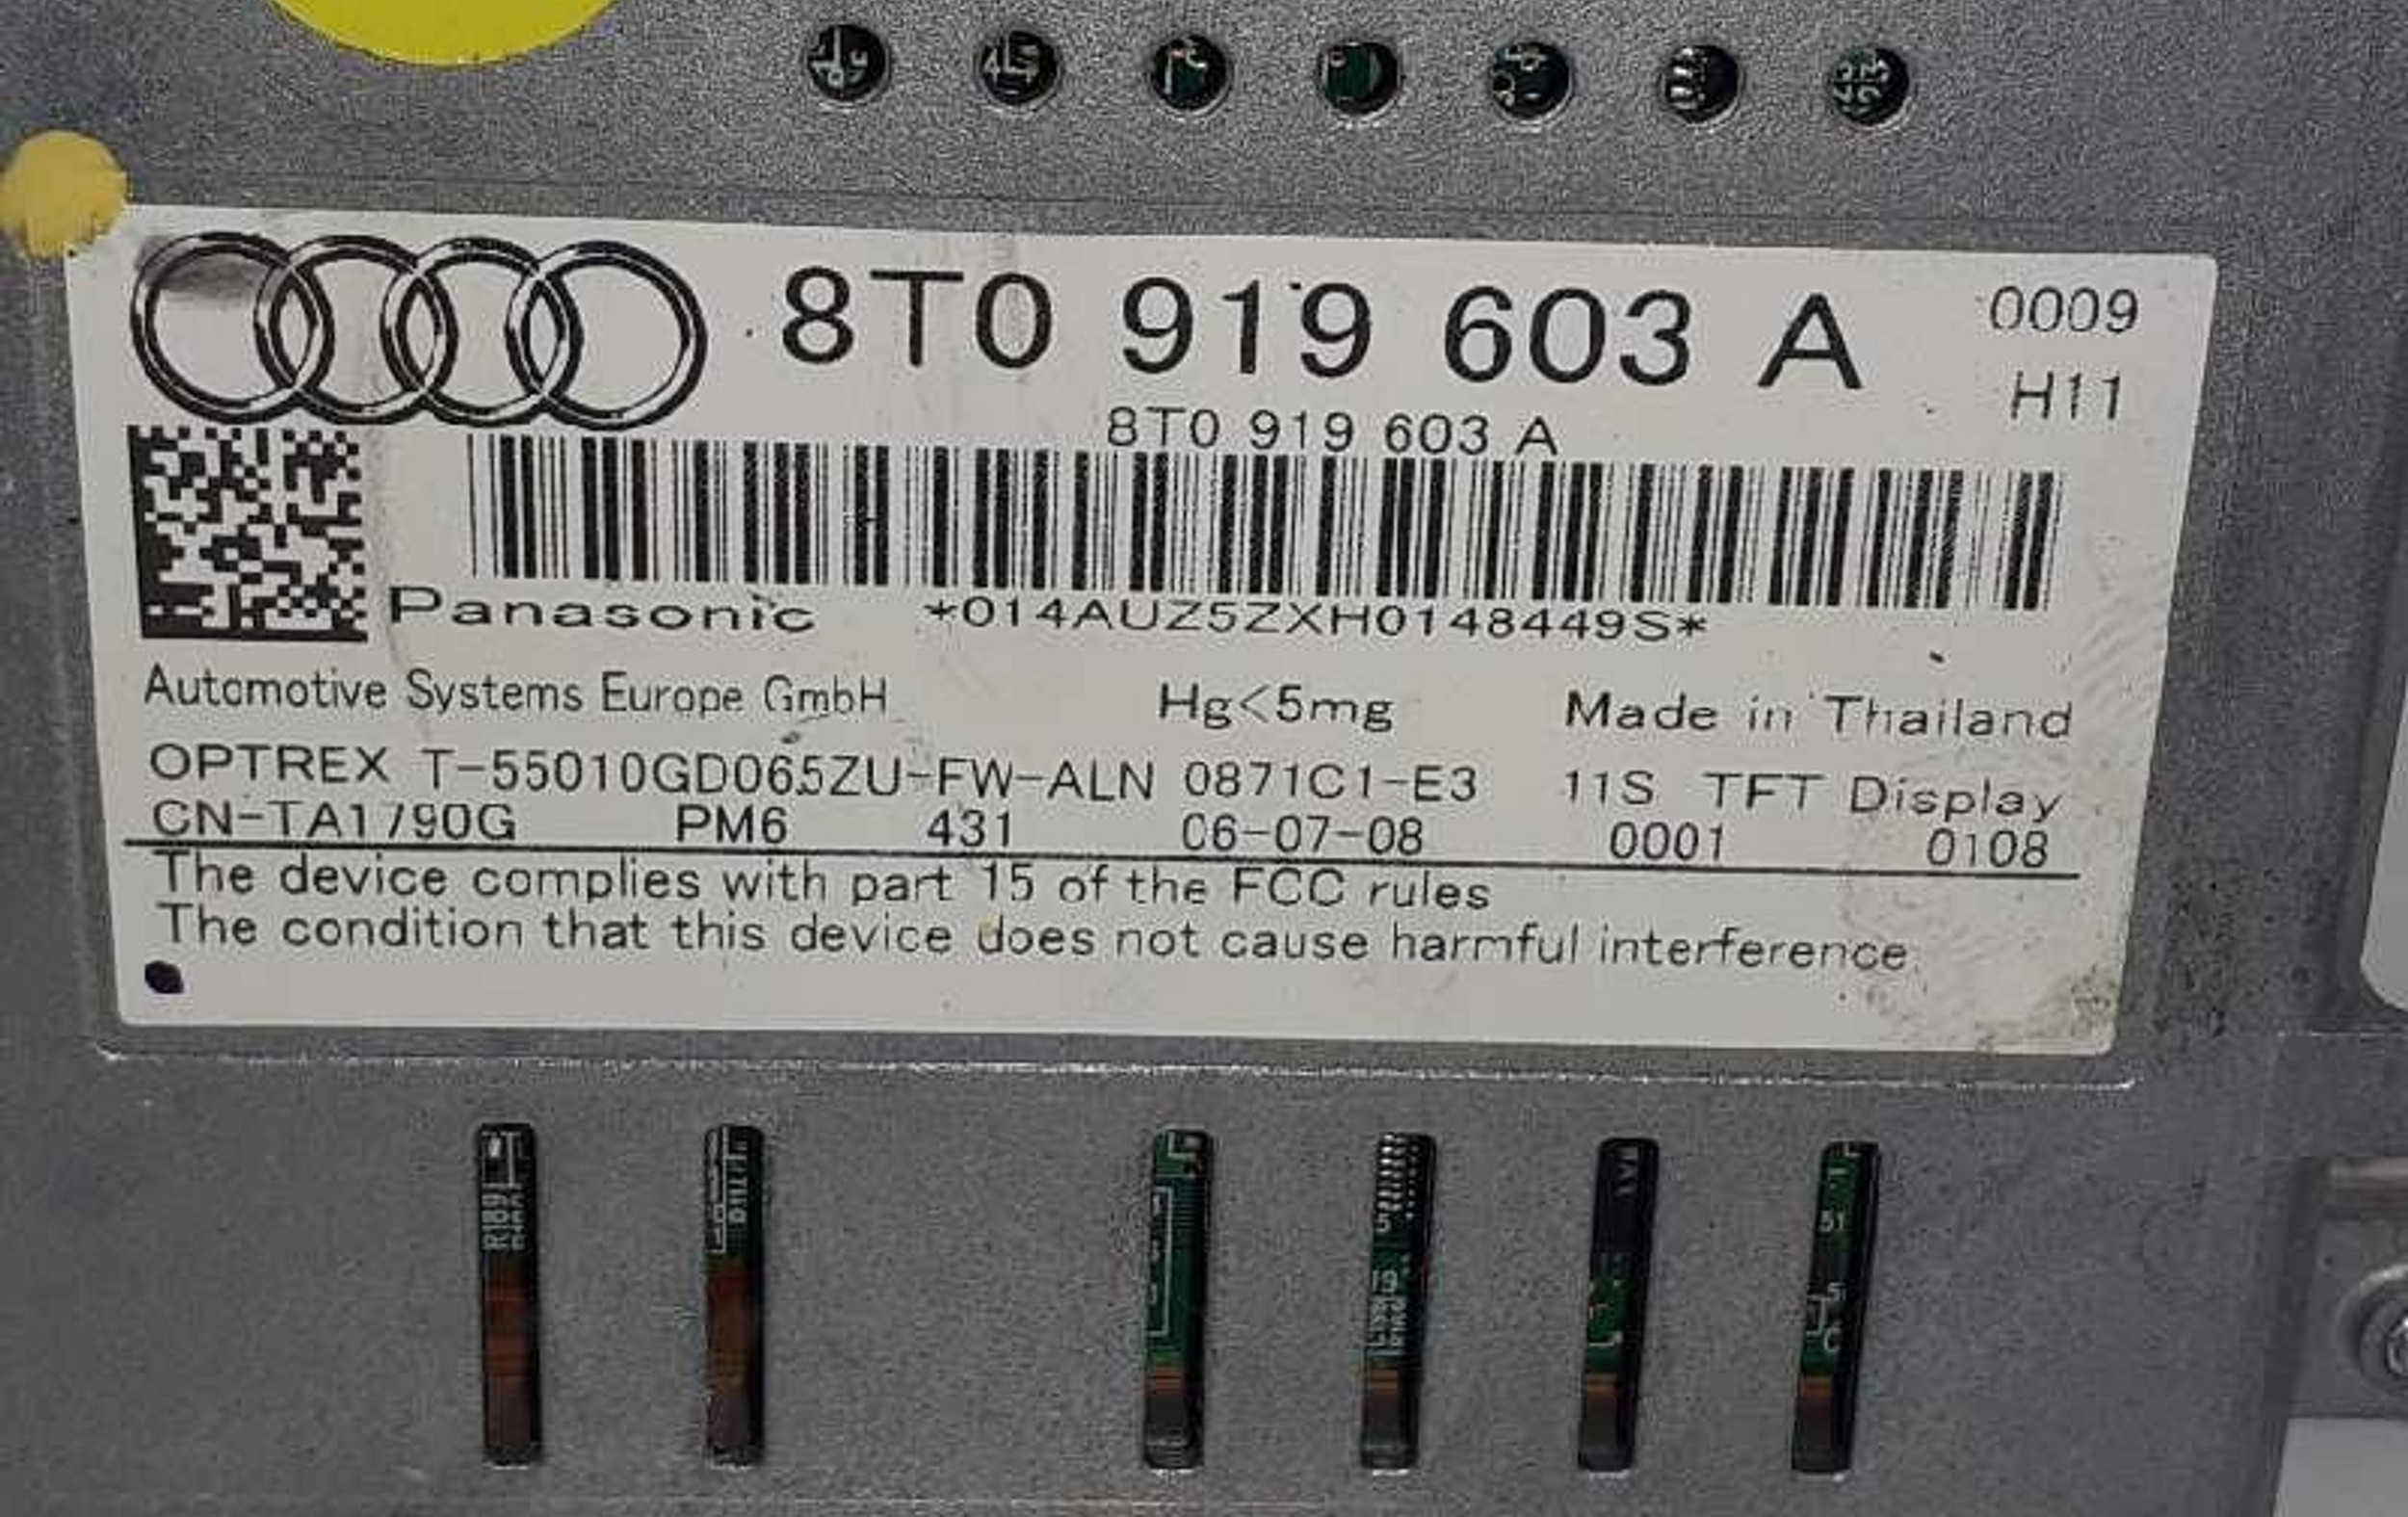 8T0 919 603 A 0009
H11
8T0 919 603 A
Panasonic *014AUZ5ZXH0148449S*
Automotive Systems Europe GmbH Hg<5mg Made in Thailand
OPTREX T-55010GD065ZU-FW-ALN 0871C1-E3 11S TFT Display
CN-TA1790G PM6 431 06-07-08 0001 0108
The device complies with part 15 of the FCC rules
The condition that this device does not cause harmful interference